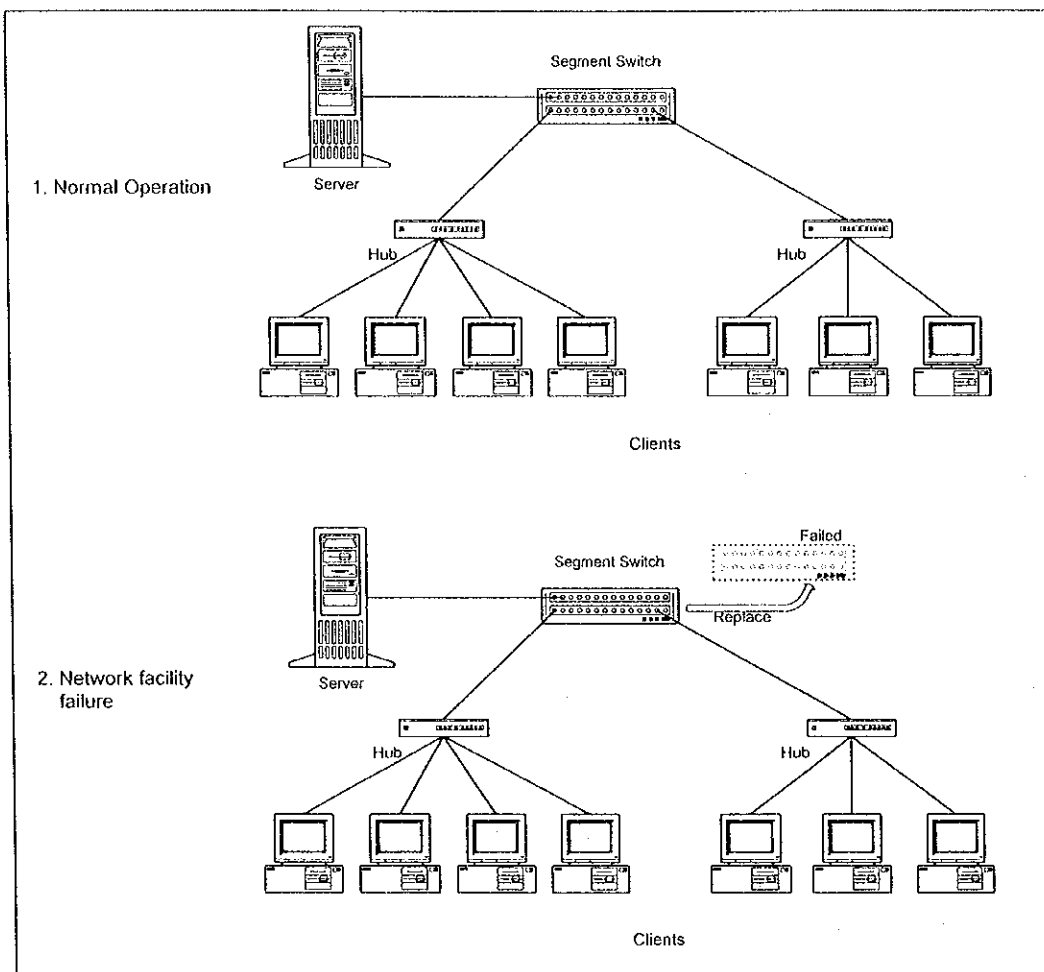 Segment Switch
Server
1. Normal Operation
Hub
Hub
Clients
Failed
Segment Switch
Replace
Server
2. Network facility
failure
Hub
Hub
Clients